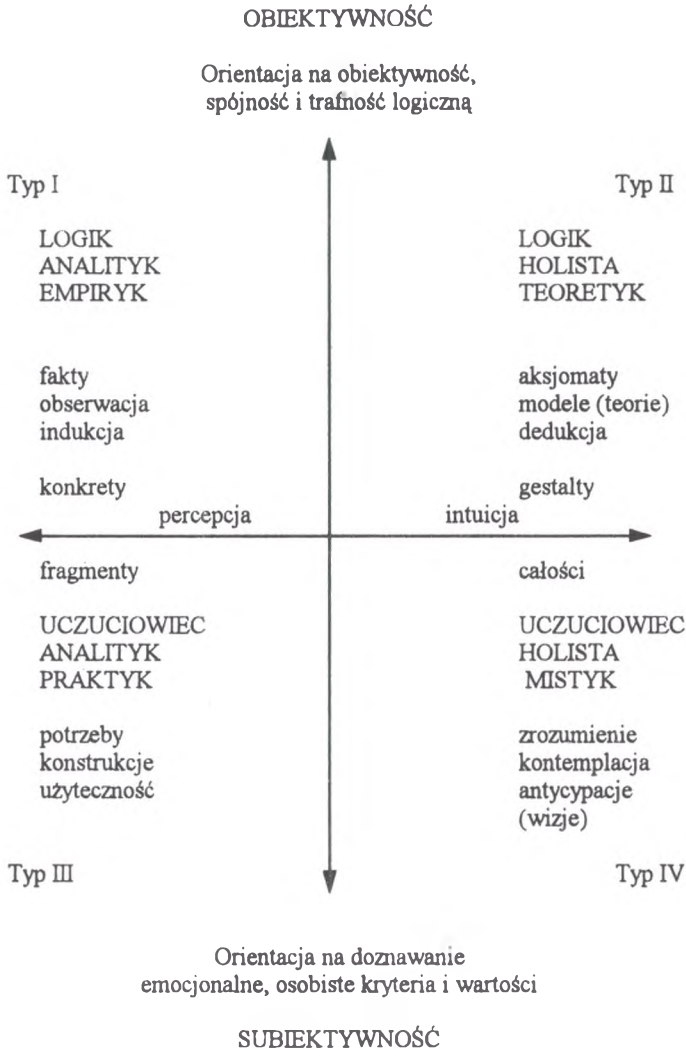 OBIEKTYWNOŚĆ
Orientacja na obiektywność,
spójność i trafność logiczną
Typ I
LOGIK
ANALITYK
EMPIRYK
fakty
obserwacja
indukcja
konkrety
Typ II
LOGIK
HOLISTA
TEORETYK
aksjomaty
modele (teorie)
dedukcja
gestalty
percepcja
intuicja
fragmenty
UCZUCIOWIEC
ANALITYK
PRAKTYK
potrzeby
konstrukcje
użyteczność
Typ III
całości
UCZUCIOWIEC
HOLISTA
MISTYK
zrozumienie
kontemplacja
antycypacje
(wizje)
Typ IV
Orientacja na doznawanie
emocjonalne, osobiste kryteria i wartości
SUBIEKTYWNOŚĆ